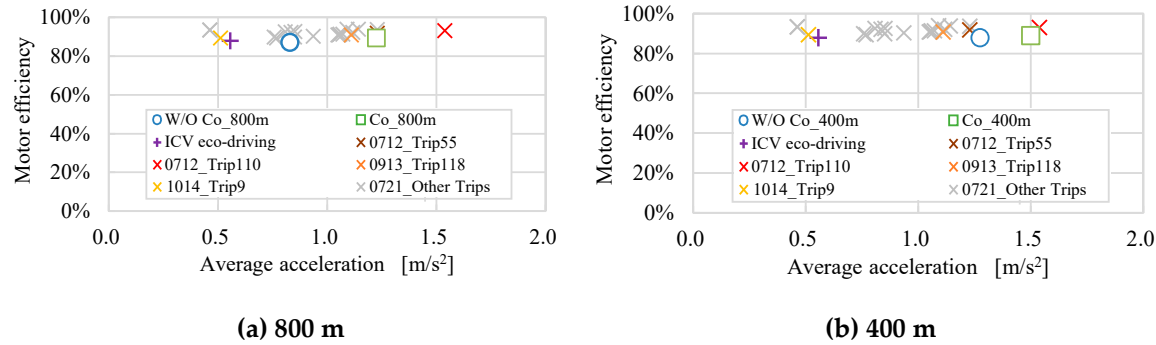 100%
80%
60%
40%
20%
0%
Motor efficiency
W/O Co_800m
Co_800m
ICV eco-driving
0712_Trip55
0712_Trip110
0913_Trip118
1014_Trip9
0721_Other Trips
0.0 0.5 1.0 1.5 2.0
Average acceleration [m/s²]
(a) 800 m
100%
80%
60%
40%
20%
0%
Motor efficiency
W/O Co_400m
Co_400m
ICV eco-driving
0712_Trip55
0712_Trip110
0913_Trip118
1014_Trip9
0721_Other Trips
0.0 0.5 1.0 1.5 2.0
Average acceleration [m/s²]
(b) 400 m